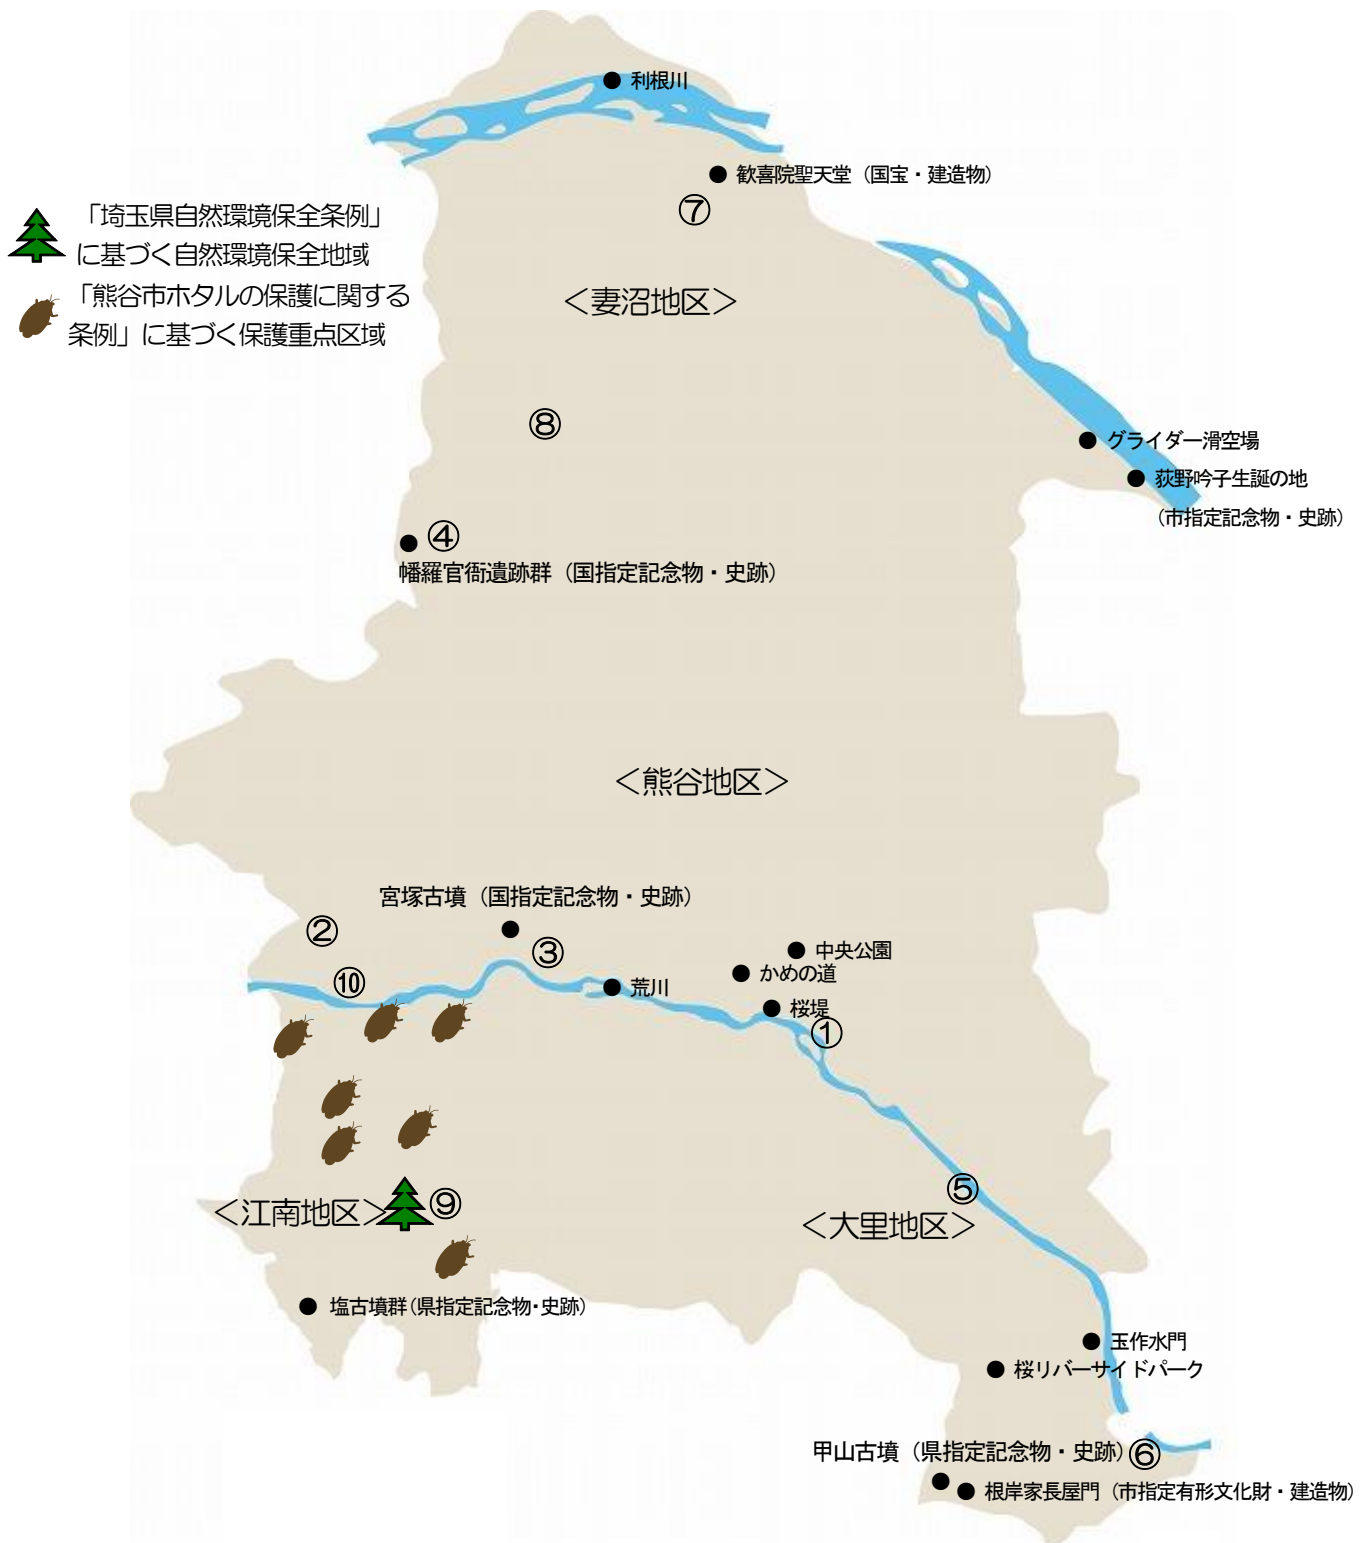 利根川
歓喜院聖天堂（国宝・建造物）
⑦
「埼玉県自然環境保全条例」
に基づく自然環境保全地域
「熊谷市ホタルの保護に関する
条例」に基づく保護重点区域
＜妻沼地区＞
⑧
グライダー滑空場
荻野吟子生誕の地
（市指定記念物・史跡）
④
幡羅官衙遺跡群（国指定記念物・史跡）
＜熊谷地区＞
宮塚古墳（国指定記念物・史跡）
②
③
中央公園
かめの道
⑩
荒川
桜堤
①
⑤
＜江南地区＞
⑨
＜大里地区＞
塩古墳群（県指定記念物・史跡）
玉作水門
桜リバーサイドパーク
甲山古墳（県指定記念物・史跡）
⑥
根岸家長屋門（市指定有形文化財・建造物）